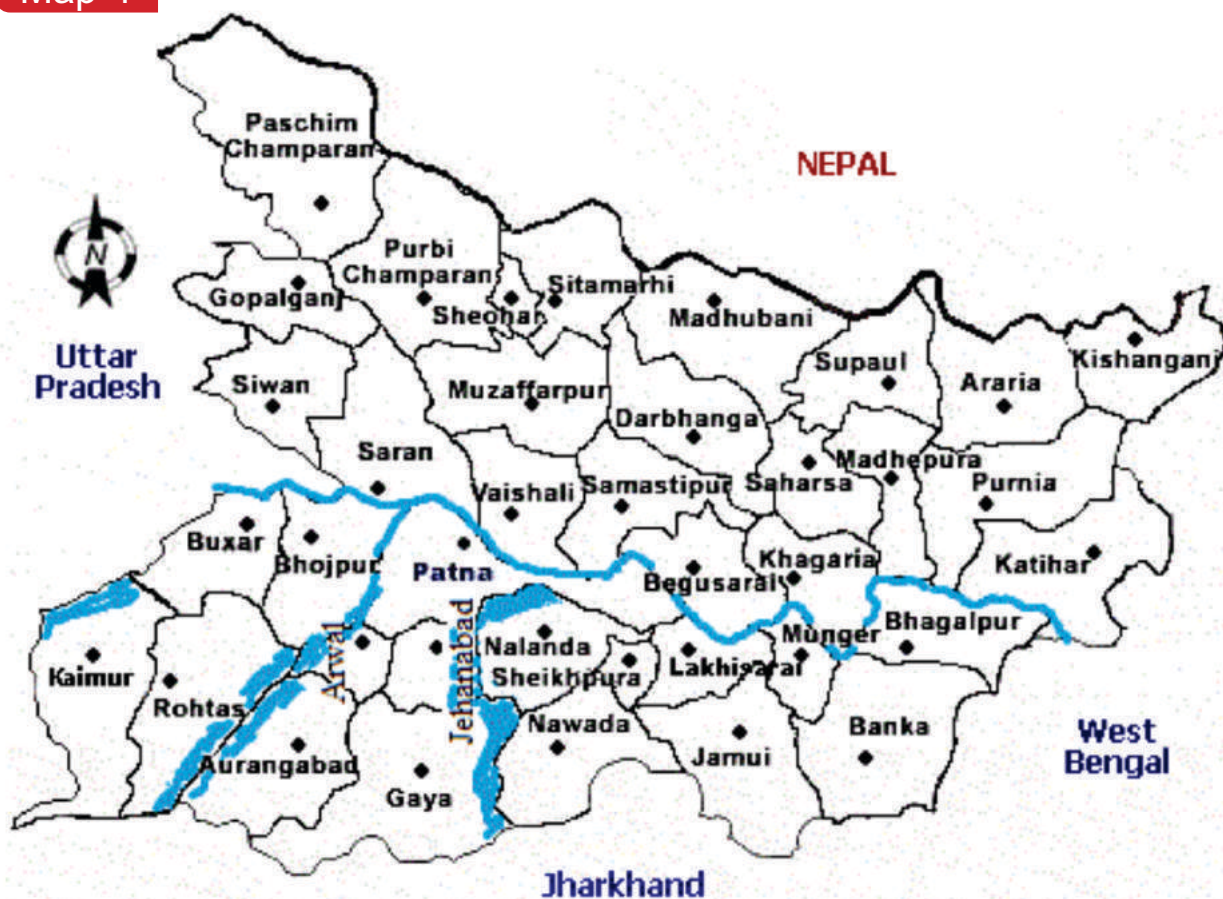 Paschim
Champaran
NEPAL
N
Purbi
Champaran
Gopalganj
Sheohar
Sitamarhi
Madhubani
Uttar
Pradesh
Supaul
Kishanganj
Siwan
Muzaffarpur
Araria
Darbhanga
Saran
Madhepura
Vaishali
Samastipur
Saharsa
Purnia
Buxar
Bhojpur
Patna
Begusarai
Khagaria
Katihar
Arwal
Jehanabad
Nalanda
Munger
Bhagalpur
Kaimur
Sheikhpura
Lakhisarai
Rohtas
Nawada
Banka
West
Bengal
Aurangabad
Jamui
Gaya
Jharkhand